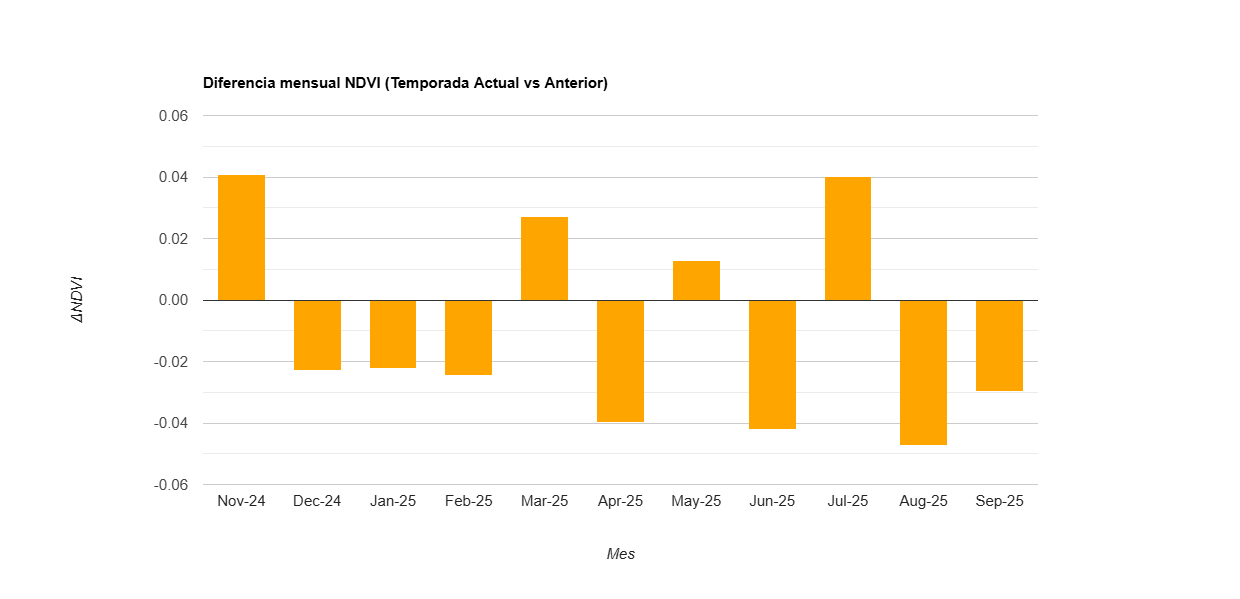 Diferencia mensual NDVI (Temporada Actual vs Anterior)
0.06
0.04
0.02
0.00
-0.02
-0.04
-0.06
ΔNDVI
Nov-24 Dec-24 Jan-25 Feb-25 Mar-25 Apr-25 May-25 Jun-25 Jul-25 Aug-25 Sep-25
Mes